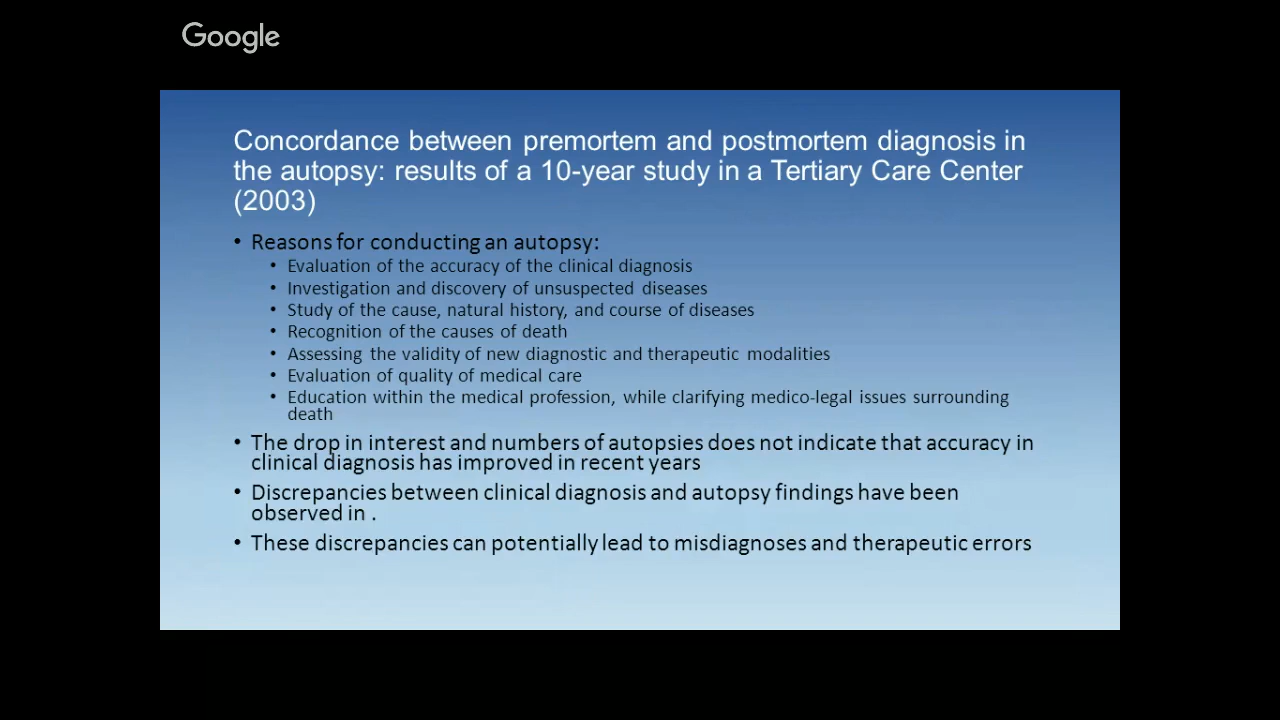 Google
Concordance between premortem and postmortem diagnosis in
the autopsy: results of a 10-year study in a Tertiary Care Center
(2003)
• Reasons for conducting an autopsy:
• Evaluation of the accuracy of the clinical diagnosis
• Investigation and discovery of unsuspected diseases
• Study of the cause, natural history, and course of diseases
• Recognition of the causes of death
• Assessing the validity of new diagnostic and therapeutic modalities
• Evaluation of quality of medical care
• Education within the medical profession, while clarifying medico-legal issues surrounding
death
• The drop in interest and numbers of autopsies does not indicate that accuracy in
clinical diagnosis has improved in recent years
• Discrepancies between clinical diagnosis and autopsy findings have been
observed in .
• These discrepancies can potentially lead to misdiagnoses and therapeutic errors